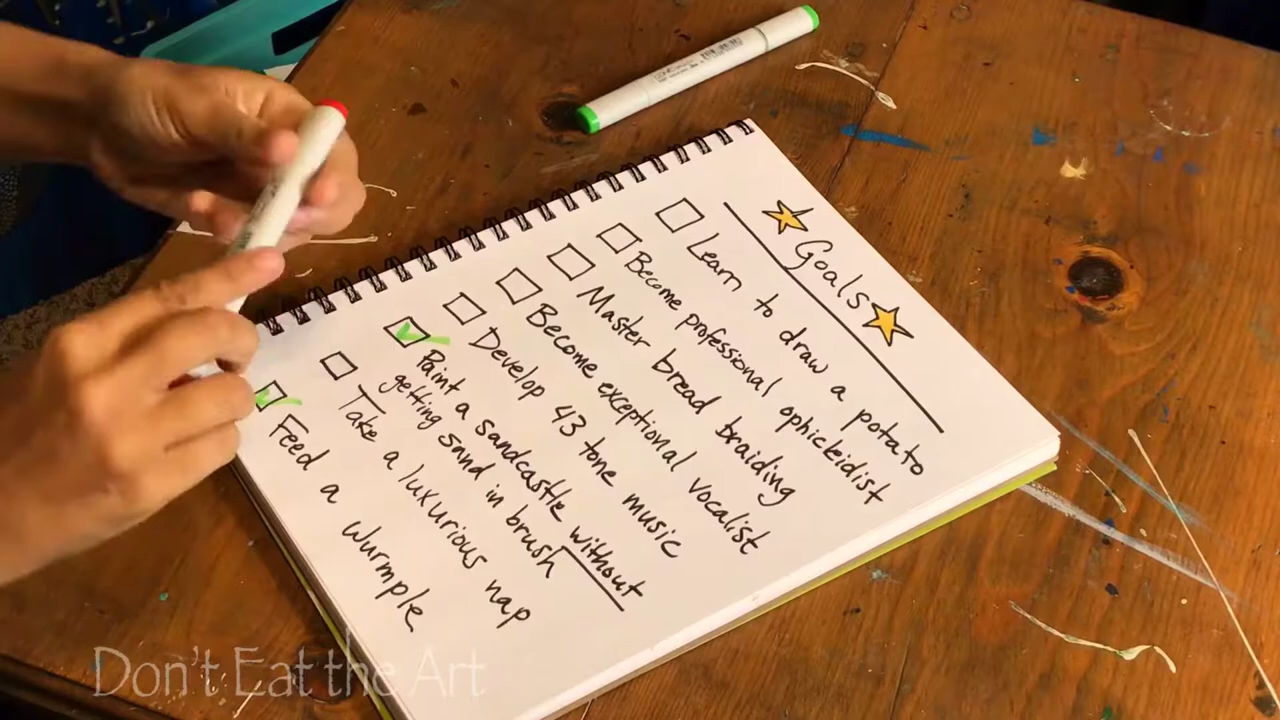 Goals
Learn to draw a potato
Become professional ophicleidist
Master bread braiding
Become exceptional vocalist
Develop 43 tone music
Paint a sandcastle without
getting sand in brush
Take a luxurious nap
Feed a wurmple
Don't Eat the Art